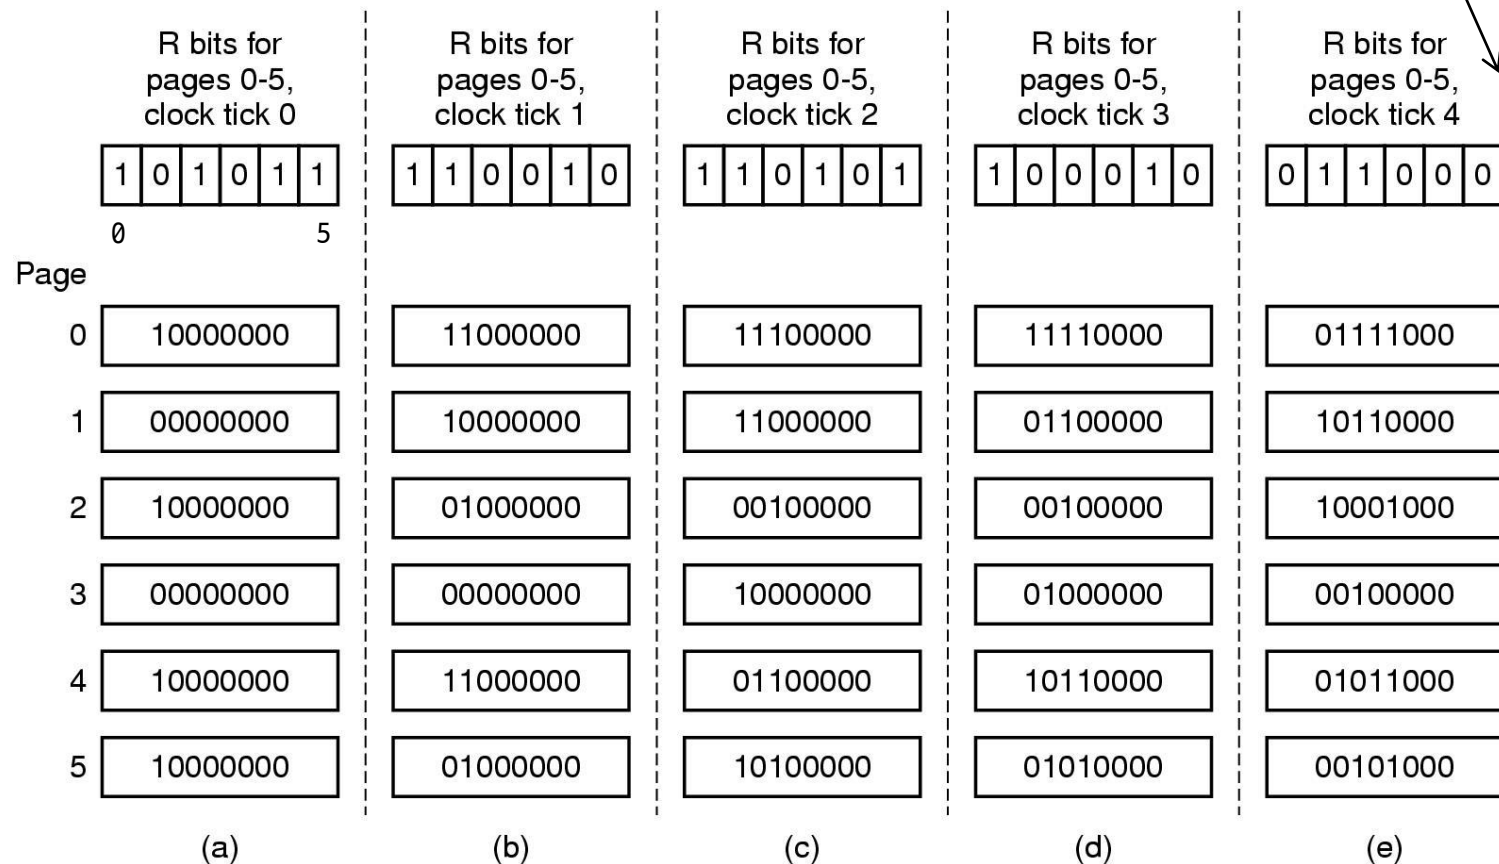 R bits for pages 0-5, clock tick 0
R bits for pages 0-5, clock tick 1
R bits for pages 0-5, clock tick 2
R bits for pages 0-5, clock tick 3
R bits for pages 0-5, clock tick 4
1 0 1 0 1 1
1 1 0 0 1 0
1 1 0 1 0 1
1 0 0 0 1 0
0 1 1 0 0 0
0 5
Page
0 10000000 11000000 11100000 11110000 01111000
1 00000000 10000000 11000000 01100000 10110000
2 10000000 01000000 00100000 00100000 10001000
3 00000000 00000000 10000000 01000000 00100000
4 10000000 11000000 01100000 10110000 01011000
5 10000000 01000000 10100000 01010000 00101000
(a) (b) (c) (d) (e)